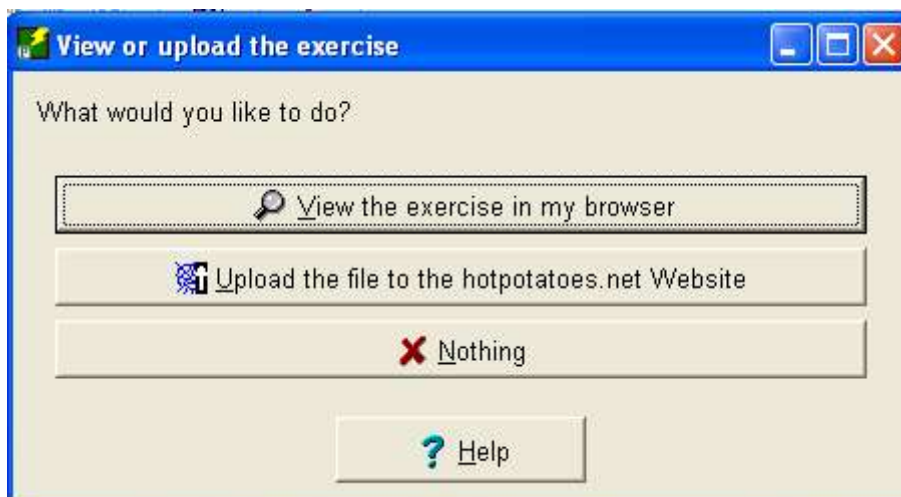 View or upload the exercise
What would you like to do?
View the exercise in my browser
Upload the file to the hotpotatoes.net Website
Nothing
? Help